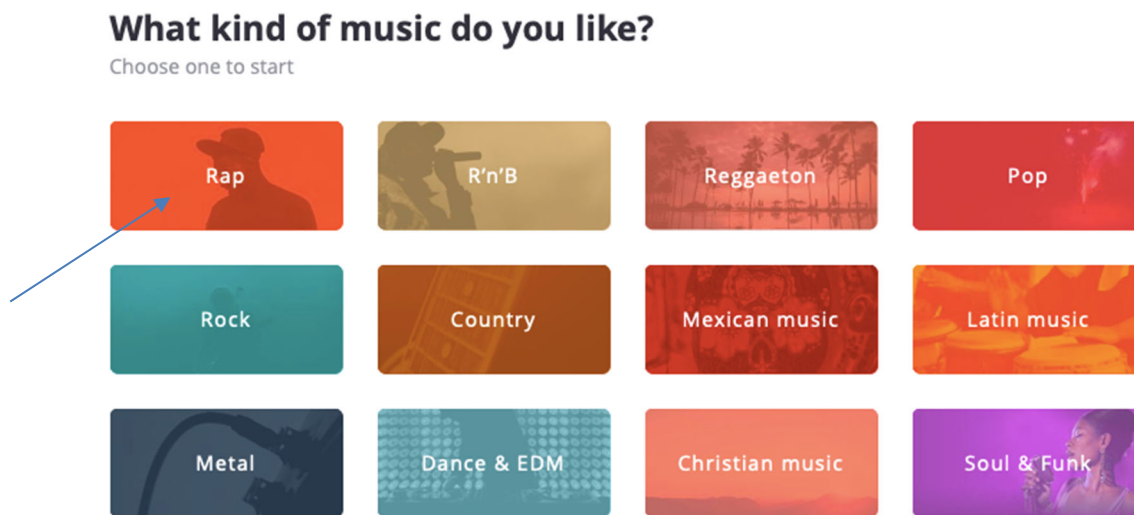 What kind of music do you like?
Choose one to start
Rap
R’n’B
Reggaeton
Pop
Rock
Country
Mexican music
Latin music
Metal
Dance & EDM
Christian music
Soul & Funk